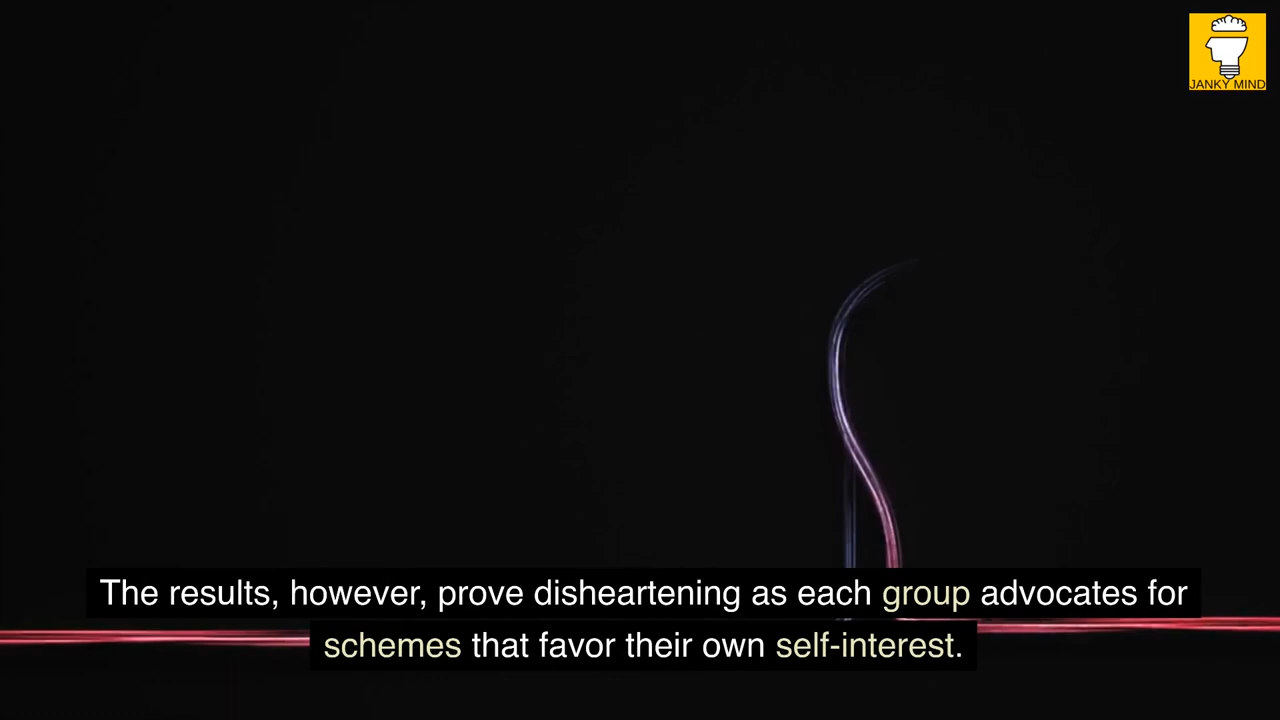 JANKY MIND
The results, however, prove disheartening as each group advocates for
schemes that favor their own self-interest.